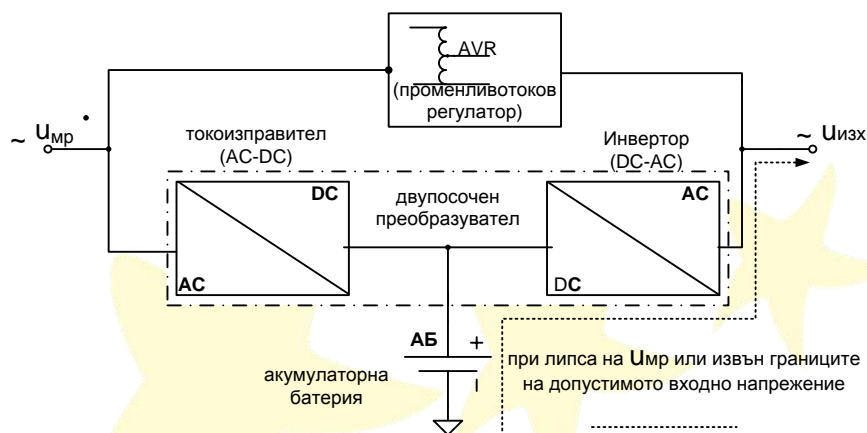 AVR
(променливотоков
регулатор)
~ uмр
токоизправител
(AC-DC)
Инвертор
(DC-AC)
~ uизх
DC
AC
двупосочен
преобразувател
AC
DC
АБ
+
–
акумулаторна
батерия
при липса на uмр или извън границите
на допустимото входно напрежение